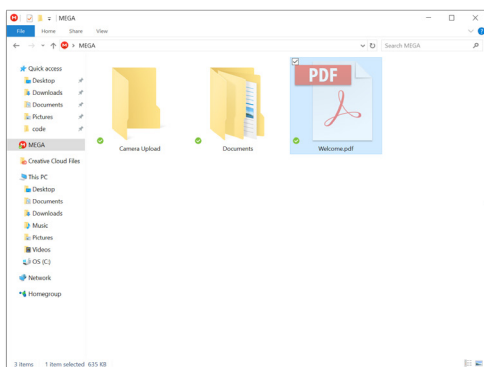 MEGA
File Home Share View
MEGA
Search MEGA
Quick access
Desktop
Downloads
Documents
Pictures
code
MEGA
Creative Cloud Files
This PC
Desktop
Documents
Downloads
Music
Pictures
Videos
OS (C:)
Network
Homegroup
PDF
Camera Upload
Documents
Welcome.pdf
3 items 1 item selected 635 KB